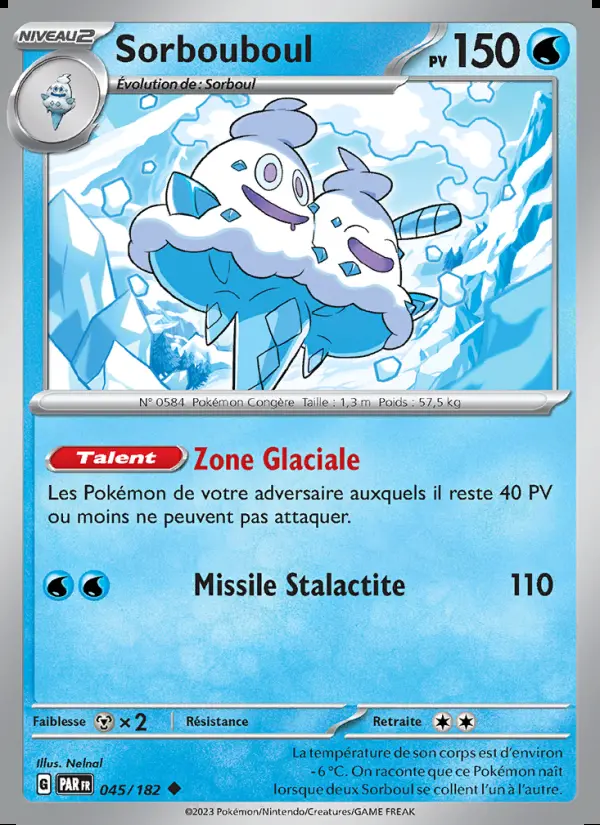 NIVEAU2
Sorbouboul
PV 150
Évolution de : Sorboul
N° 0584 Pokémon Congère Taille : 1,3 m Poids : 57,5 kg
Talent Zone Glaciale
Les Pokémon de votre adversaire auxquels il reste 40 PV
ou moins ne peuvent pas attaquer.
Missile Stalactite 110
Faiblesse ×2 Résistance Retraite
Illus. Nelnal
G PAR FR 045/182
La température de son corps est d'environ
-6 °C. On raconte que ce Pokémon naît
lorsque deux Sorboul se collent l'un à l'autre.
©2023 Pokémon/Nintendo/Creatures/GAME FREAK